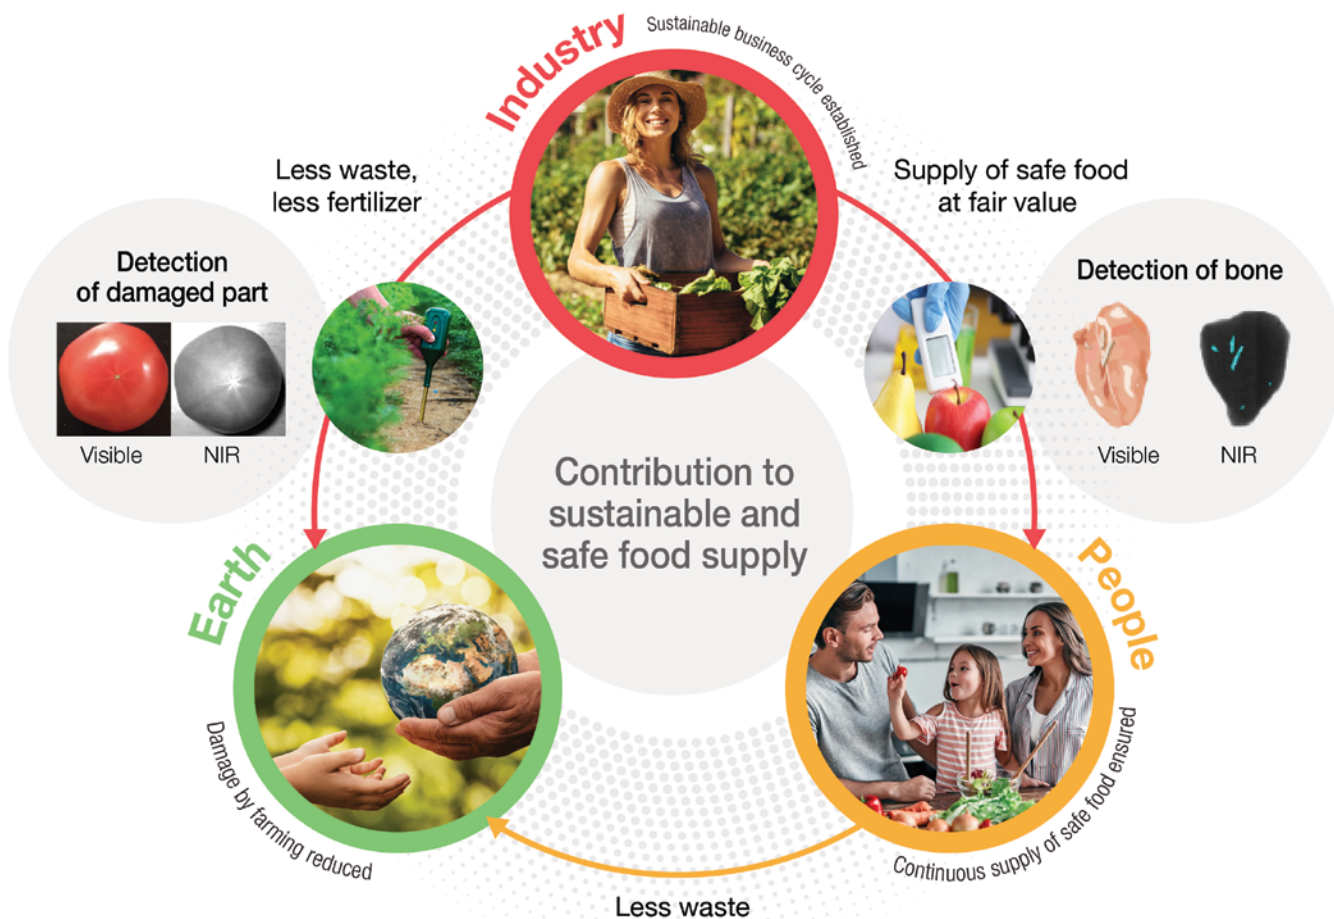 Industry
Sustainable business cycle established
Less waste,
less fertilizer
Supply of safe food
at fair value
Detection
of damaged part
Visible
NIR
Detection of bone
Visible
NIR
Contribution to
sustainable and
safe food supply
Earth
Damage by farming reduced
People
Continuous supply of safe food ensured
Less waste